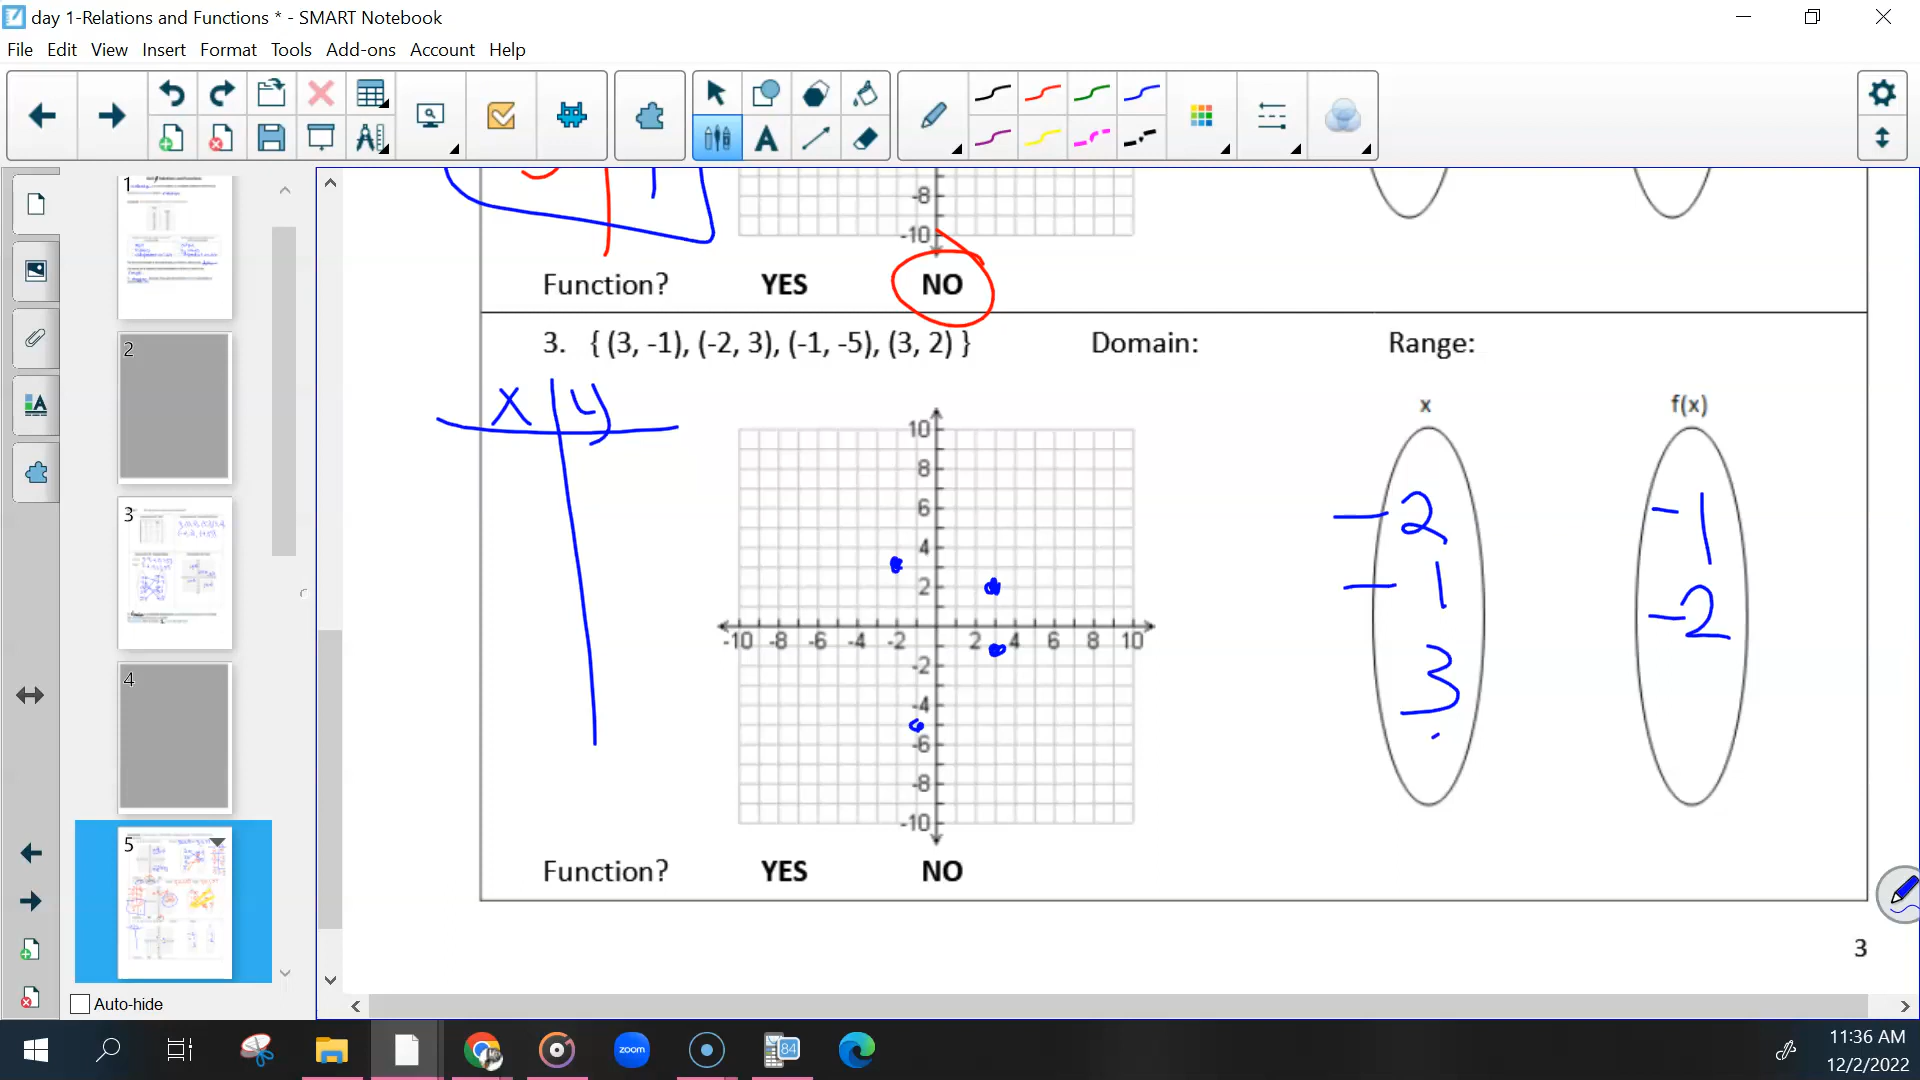 day 1-Relations and Functions * - SMART Notebook
File Edit View Insert Format Tools Add-ons Account Help
A
1
2
3
4
5
Auto-hide
-8
-10
Function? YES NO
3. { (3, -1), (-2, 3), (-1, -5), (3, 2) } Domain: Range:
x y
x f(x)
10
8
6
4
2
-10 -8 -6 -4 -2 2 4 6 8 10
-2
-4
-6
-8
-10
-2
-1
3
-1
-2
Function? YES NO
3
zoom
84
11:36 AM
12/2/2022